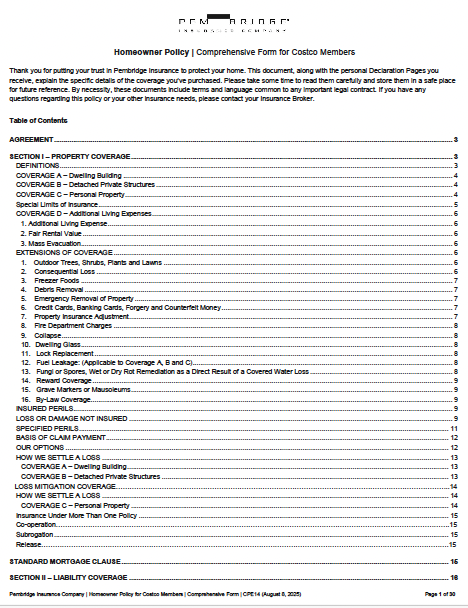 PEMBRIDGE
INSURANCE COMPANY
Homeowner Policy | Comprehensive Form for Costco Members
Thank you for putting your trust in Pembridge Insurance to protect your home. This document, along with the personal Declaration Pages you
receive, explain the specific details of the coverage you've purchased. Please take some time to read them carefully and store them in a safe place
for future reference. By necessity, these documents include terms and language common to any important legal contract. If you have any
questions regarding this policy or your other insurance needs, please contact your Insurance Broker.
Table of Contents
AGREEMENT 3
SECTION I – PROPERTY COVERAGE 3
DEFINITIONS 3
COVERAGE A – Dwelling Building 4
COVERAGE B – Detached Private Structures 4
COVERAGE C – Personal Property 4
Special Limits of Insurance 5
COVERAGE D – Additional Living Expenses 6
1. Additional Living Expense 6
2. Fair Rental Value 6
3. Mass Evacuation 6
EXTENSIONS OF COVERAGE 6
1. Outdoor Trees, Shrubs, Plants and Lawns 6
2. Consequential Loss 6
3. Freezer Foods 7
4. Debris Removal 7
5. Emergency Removal of Property 7
6. Credit Cards, Banking Cards, Forgery and Counterfeit Money 7
7. Property Insurance Adjustment 7
8. Fire Department Charges 8
9. Collapse 8
10. Dwelling Glass 8
11. Lock Replacement 8
12. Fuel Leakage: (Applicable to Coverage A, B and C) 8
13. Fungi or Spores, Wet or Dry Rot Remediation as a Direct Result of a Covered Water Loss 8
14. Reward Coverage 9
15. Grave Markers or Mausoleums 9
16. By-Law Coverage 9
INSURED PERILS 9
LOSS OR DAMAGE NOT INSURED 9
SPECIFIED PERILS 11
BASIS OF CLAIM PAYMENT 12
OUR OPTIONS 12
HOW WE SETTLE A LOSS 13
COVERAGE A – Dwelling Building 13
COVERAGE B – Detached Private Structures 13
LOSS MITIGATION COVERAGE 14
HOW WE SETTLE A LOSS 14
COVERAGE C – Personal Property 14
Insurance Under More Than One Policy 15
Co-operation 15
Subrogation 15
Release 15
STANDARD MORTGAGE CLAUSE 15
SECTION II – LIABILITY COVERAGE 16
Pembridge Insurance Company | Homeowner Policy for Costco Members | Comprehensive Form | CPE14 (August 8, 2025) Page 1 of 30